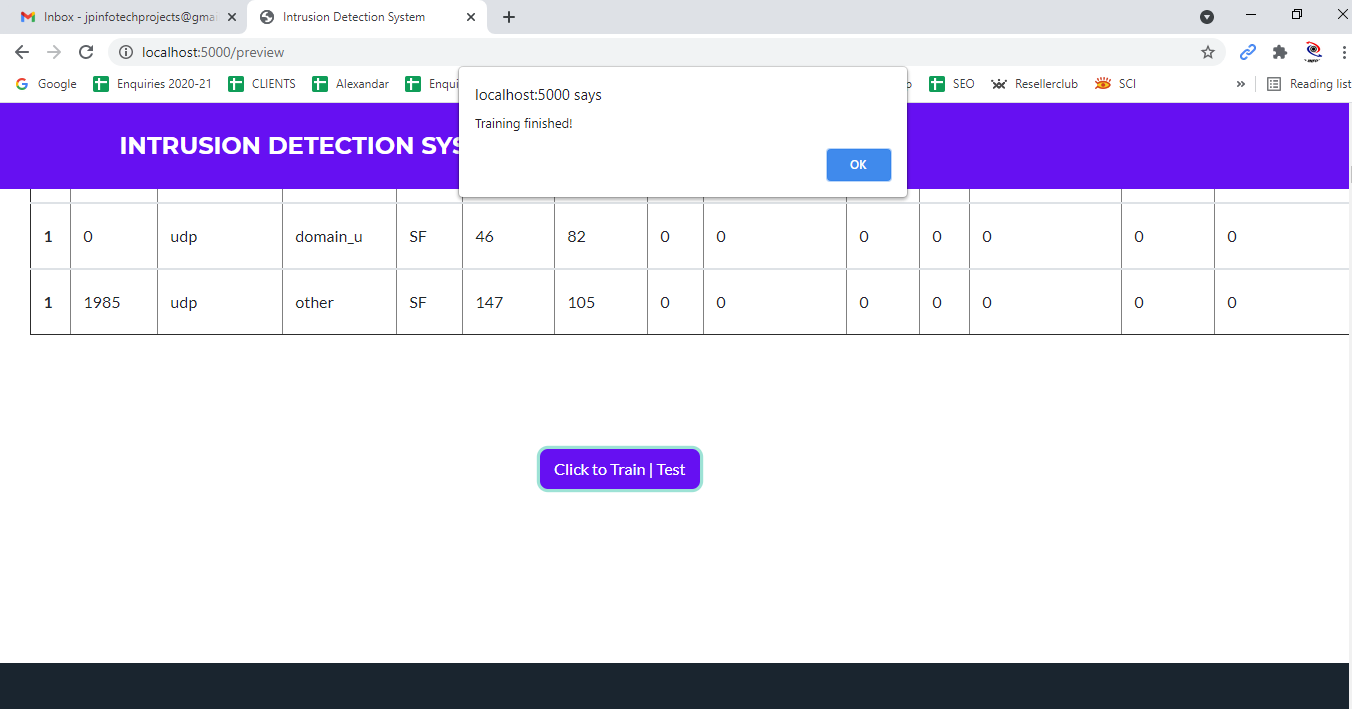 Inbox - jpinfotechprojects@gmai
Intrusion Detection System
localhost:5000/preview
Google Enquiries 2020-21 CLIENTS Alexandar Enqui SEO Resellerclub SCI » Reading list
localhost:5000 says
Training finished!
OK
INTRUSION DETECTION SYS
1 0 udp domain_u SF 46 82 0 0 0 0 0 0 0
1 1985 udp other SF 147 105 0 0 0 0 0 0 0
Click to Train | Test